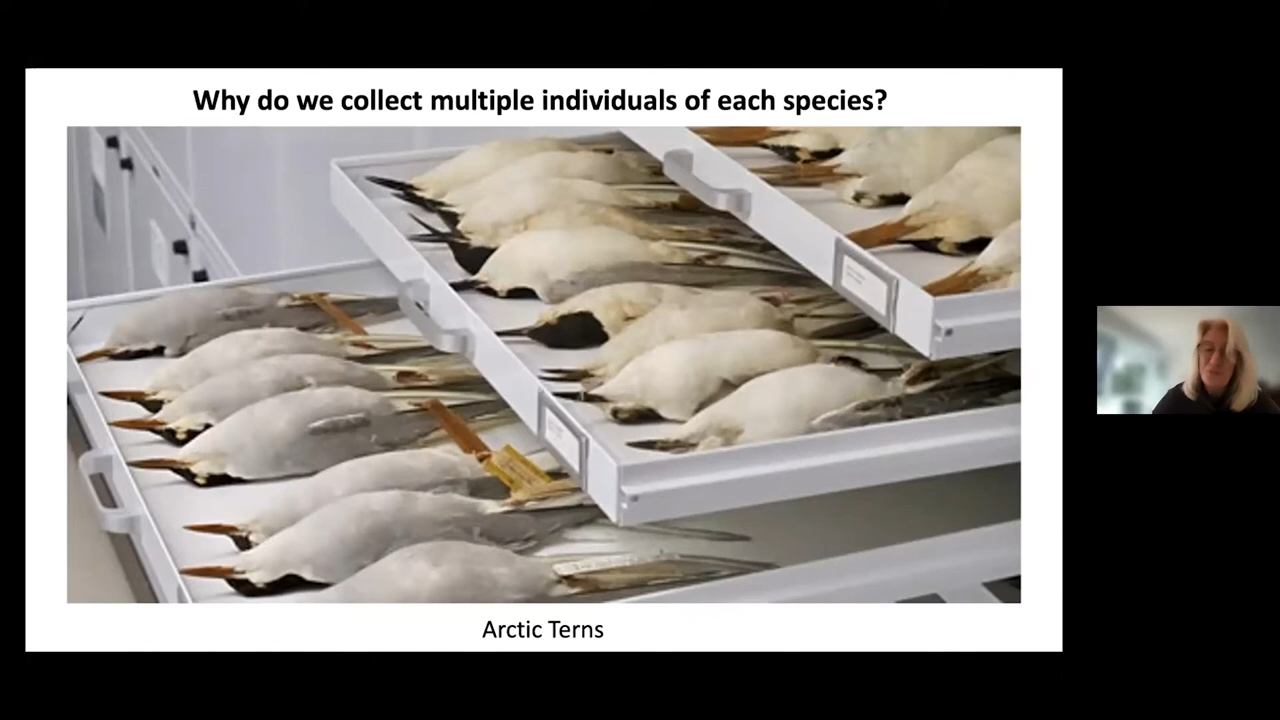 Why do we collect multiple individuals of each species?
Arctic Terns